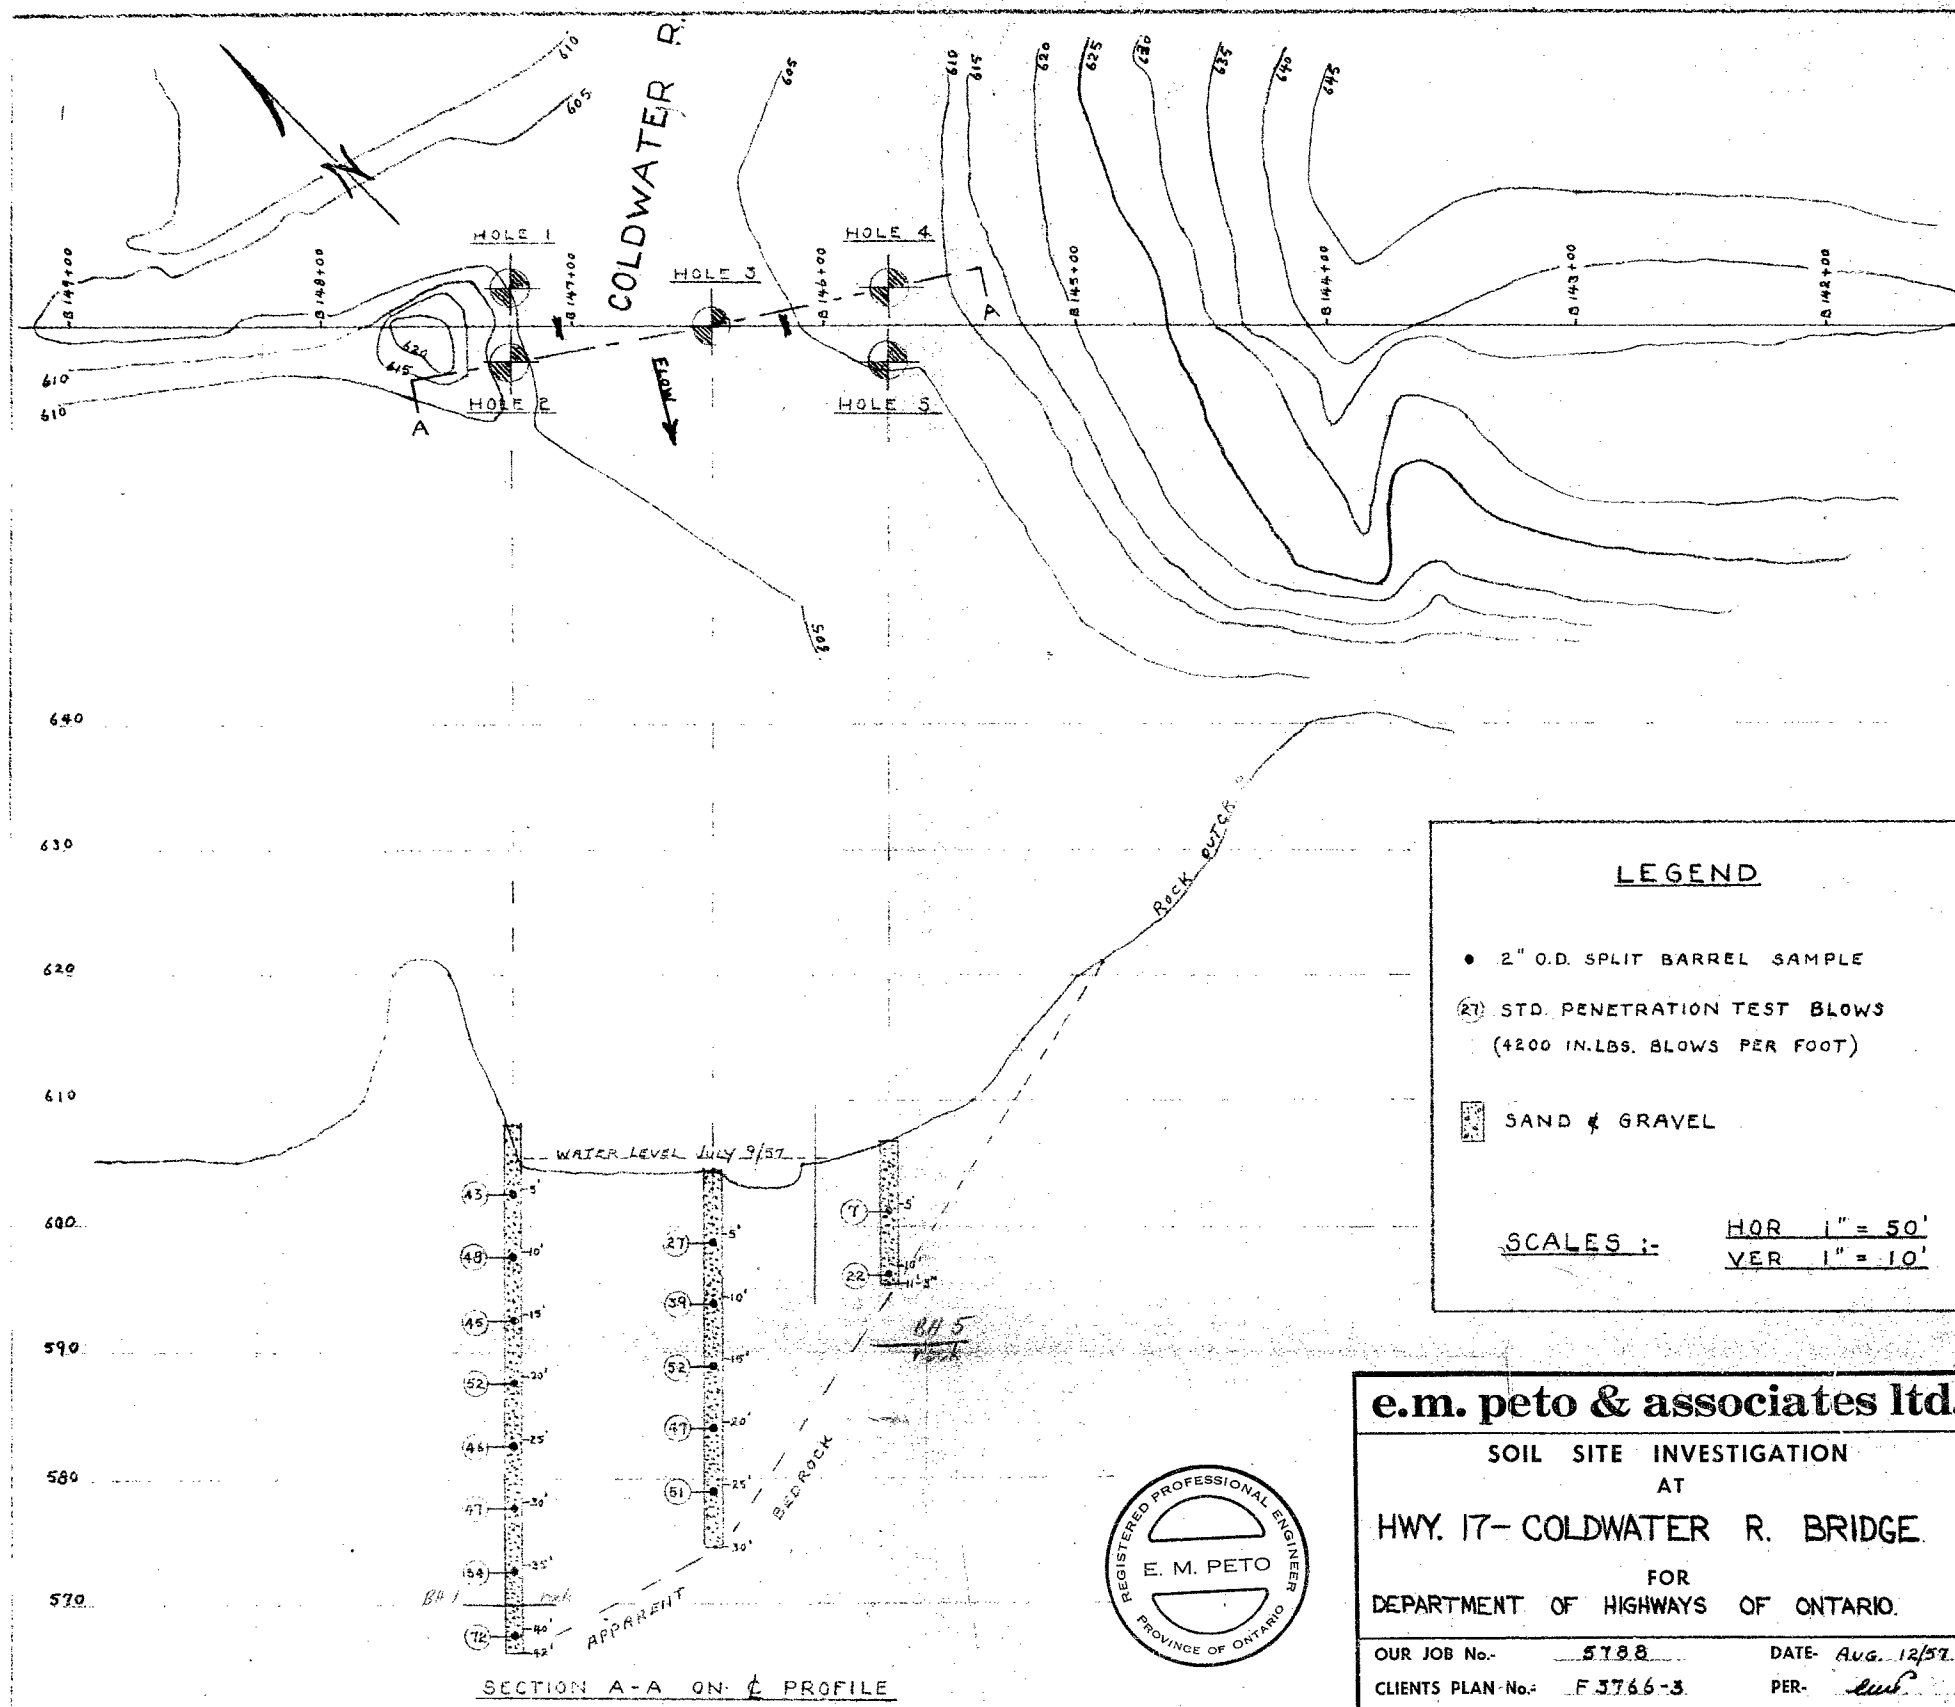 610
605
COLDWATER R.
605
610
615
620
625
630
635
640
645
N
HOLE 1
HOLE 3
HOLE 4
B 149+00
B 148+00
B 147+00
B 146+00
B 145+00
B 144+00
B 143+00
B 142+00
A
620
615
610
610
FLOW
HOLE 2
HOLE 5
A
605
640
630
620
610
600
590
580
570
ROCK OUTCR
WATER LEVEL JULY 9/57
43 5'
48 10'
45 15'
52 20'
46 25'
47 30'
54 35'
72 40'
42'
27 5'
39 10'
52 15'
47 20'
51 25'
30'
7 5'
22 10'
11'-3"
BH 5
rock
BH 1 rock
APPARENT BEDROCK
SECTION A-A ON ℄ PROFILE
LEGEND
2" O.D. SPLIT BARREL SAMPLE
27 STD. PENETRATION TEST BLOWS
(4200 IN.LBS. BLOWS PER FOOT)
SAND & GRAVEL
SCALES :- HOR 1" = 50'
VER 1" = 10'
REGISTERED PROFESSIONAL ENGINEER
E. M. PETO
PROVINCE OF ONTARIO
e.m. peto & associates ltd.
SOIL SITE INVESTIGATION
AT
HWY. 17- COLDWATER R. BRIDGE.
FOR
DEPARTMENT OF HIGHWAYS OF ONTARIO.
OUR JOB No.- 5788 DATE- AUG. 12/57
CLIENTS PLAN No.- F 3766-3 PER-